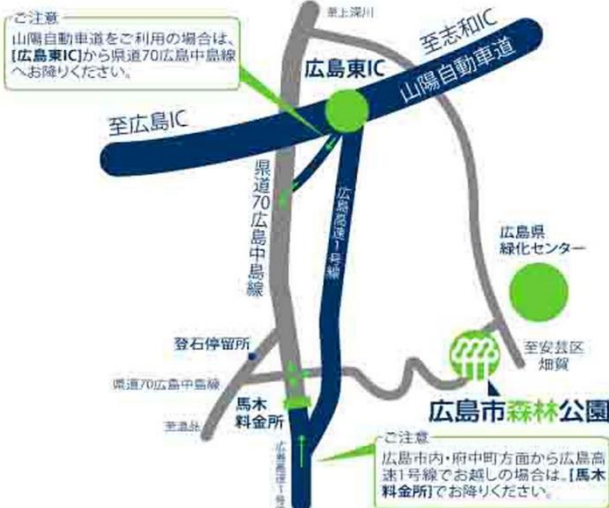 ご注意
山陽自動車道をご利用の場合は、
[広島東IC]から県道70広島中島線
へお降りください。
至上深川
至志和IC
広島東IC
山陽自動車道
至広島IC
県道70広島中島線
広島高速1号線
広島県
緑化センター
登石停留所
至安芸区
畑賀
県道70広島中島線
馬木
料金所
広島市森林公園
至温品
広島高速1号線
ご注意
広島市内・府中町方面から広島高
速1号線でお越しの場合は、[馬木
料金所]でお降りください。